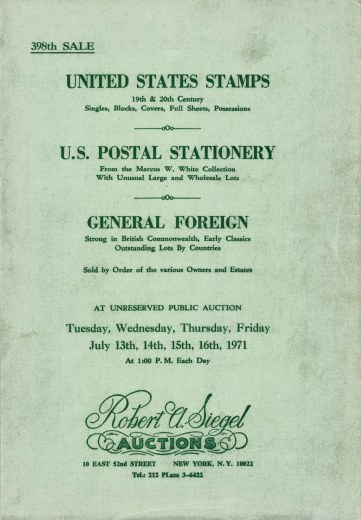 398th SALE
UNITED STATES STAMPS
19th & 20th Century
Singles, Blocks, Covers, Full Sheets, Possessions
U.S. POSTAL STATIONERY
From the Marcus W. White Collection
With Unusual Large and Wholesale Lots
GENERAL FOREIGN
Strong in British Commonwealth, Early Classics
Outstanding Lots By Countries
Sold by Order of the various Owners and Estates
AT UNRESERVED PUBLIC AUCTION
Tuesday, Wednesday, Thursday, Friday
July 13th, 14th, 15th, 16th, 1971
At 1:00 P.M. Each Day
Robert A. Siegel
AUCTIONS
10 EAST 52nd STREET NEW YORK, N. Y. 10022
Tel.: 212 PLaza 3-6422